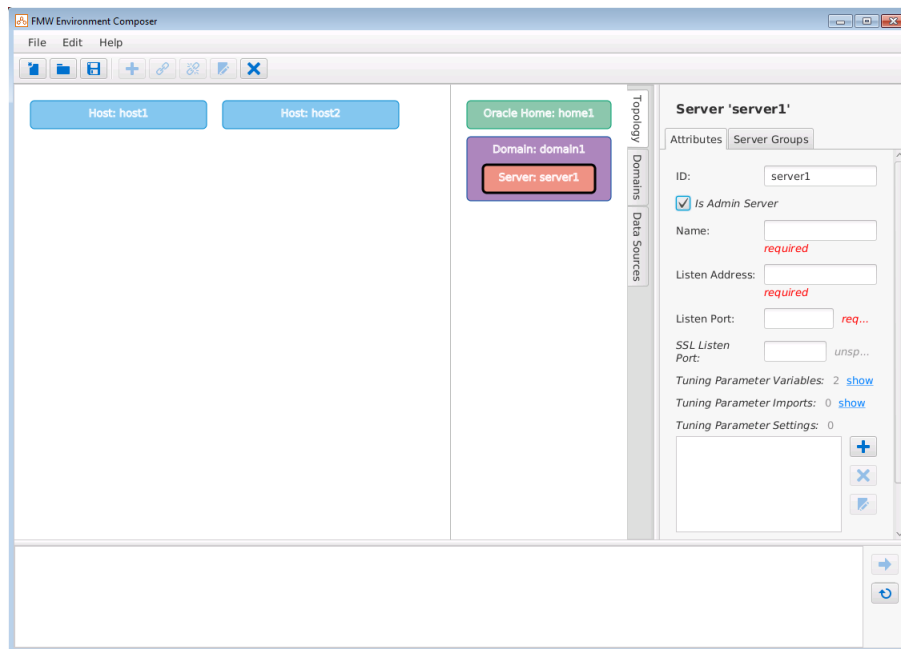 FMW Environment Composer
File Edit Help
Host: host1
Host: host2
Oracle Home: home1
Domain: domain1
Server: server1
Topology
Domains
Data Sources
Server 'server1'
Attributes
Server Groups
ID:
server1
Is Admin Server
Name:
required
Listen Address:
required
Listen Port:
req...
SSL Listen
Port:
unsp...
Tuning Parameter Variables: 2 show
Tuning Parameter Imports: 0 show
Tuning Parameter Settings: 0